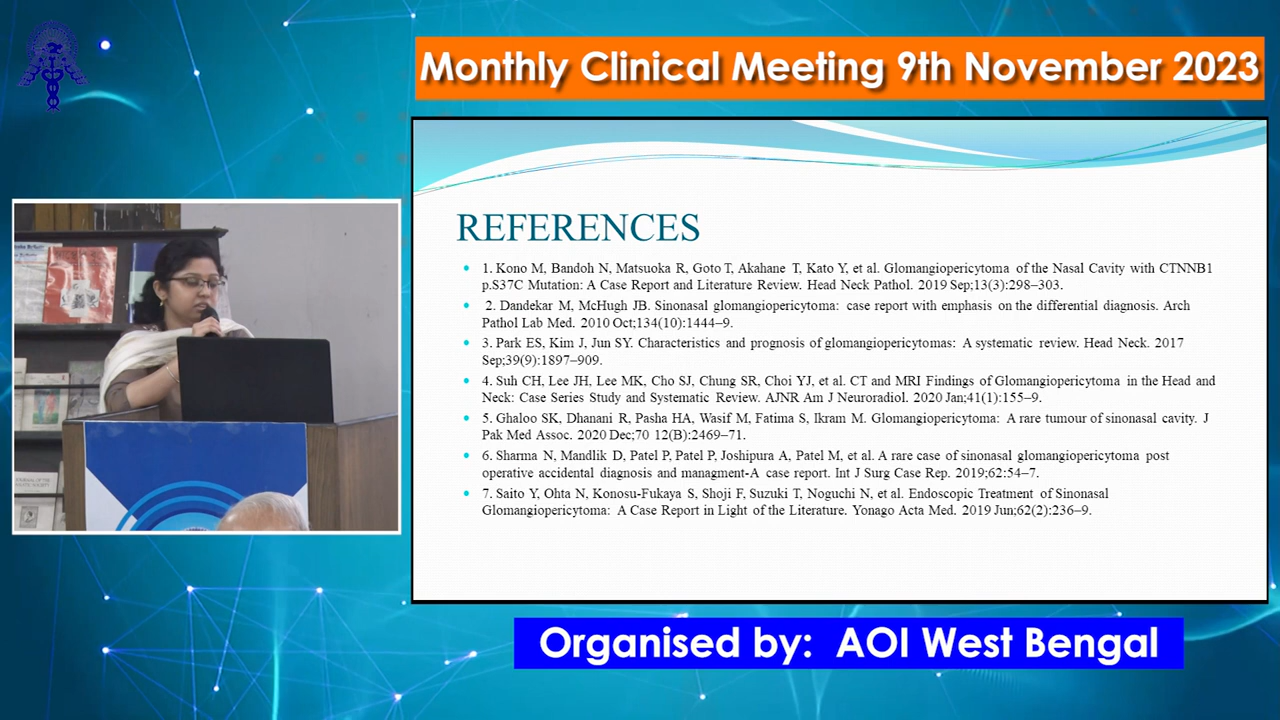 Monthly Clinical Meeting 9th November 2023
REFERENCES
1. Kono M, Bandoh N, Matsuoka R, Goto T, Akahane T, Kato Y, et al. Glomangiopericytoma of the Nasal Cavity with CTNNB1
p.S37C Mutation: A Case Report and Literature Review. Head Neck Pathol. 2019 Sep;13(3):298–303.
2. Dandekar M, McHugh JB. Sinonasal glomangiopericytoma: case report with emphasis on the differential diagnosis. Arch
Pathol Lab Med. 2010 Oct;134(10):1444–9.
3. Park ES, Kim J, Jun SY. Characteristics and prognosis of glomangiopericytomas: A systematic review. Head Neck. 2017
Sep;39(9):1897–909.
4. Suh CH, Lee JH, Lee MK, Cho SJ, Chung SR, Choi YJ, et al. CT and MRI Findings of Glomangiopericytoma in the Head and
Neck: Case Series Study and Systematic Review. AJNR Am J Neuroradiol. 2020 Jan;41(1):155–9.
5. Ghaloo SK, Dhanani R, Pasha HA, Wasif M, Fatima S, Ikram M. Glomangiopericytoma: A rare tumour of sinonasal cavity. J
Pak Med Assoc. 2020 Dec;70 12(B):2469–71.
6. Sharma N, Mandlik D, Patel P, Patel P, Joshipura A, Patel M, et al. A rare case of sinonasal glomangiopericytoma post
operative accidental diagnosis and managment-A case report. Int J Surg Case Rep. 2019;62:54–7.
7. Saito Y, Ohta N, Konosu-Fukaya S, Shoji F, Suzuki T, Noguchi N, et al. Endoscopic Treatment of Sinonasal
Glomangiopericytoma: A Case Report in Light of the Literature. Yonago Acta Med. 2019 Jun;62(2):236–9.
Organised by: AOI West Bengal